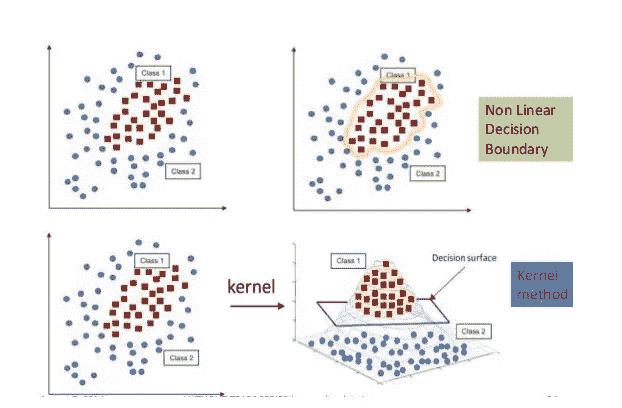 Class 1
Class 2
Class 1
Class 2
Non Linear
Decision
Boundary
Class 1
Class 2
kernel
Class 1
Decision surface
Class 2
Kernel
method